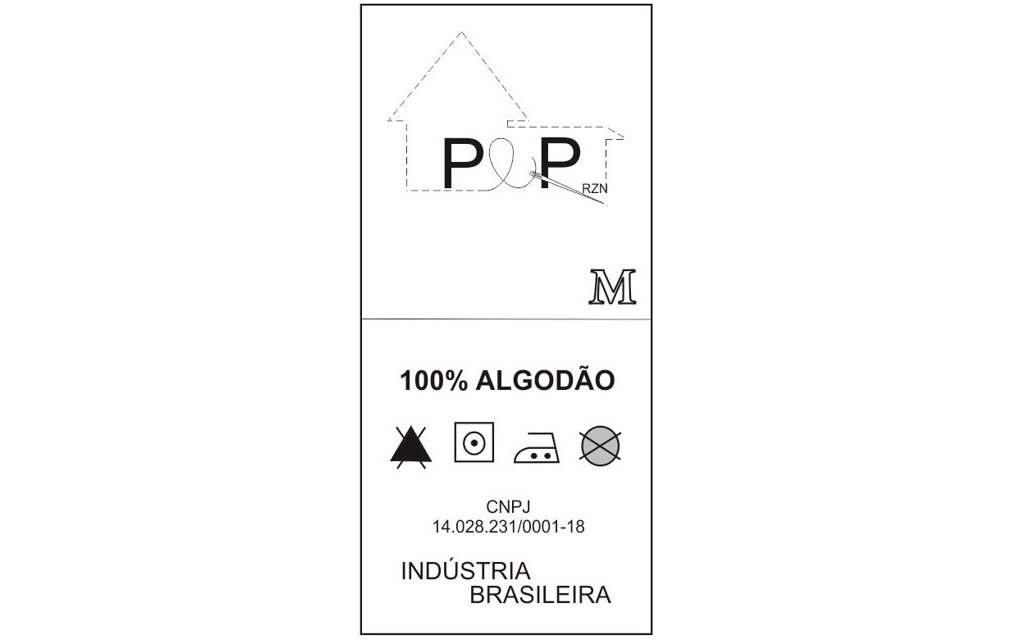 P P
RZN
M
100% ALGODÃO
CNPJ
14.028.231/0001-18
INDÚSTRIA
BRASILEIRA